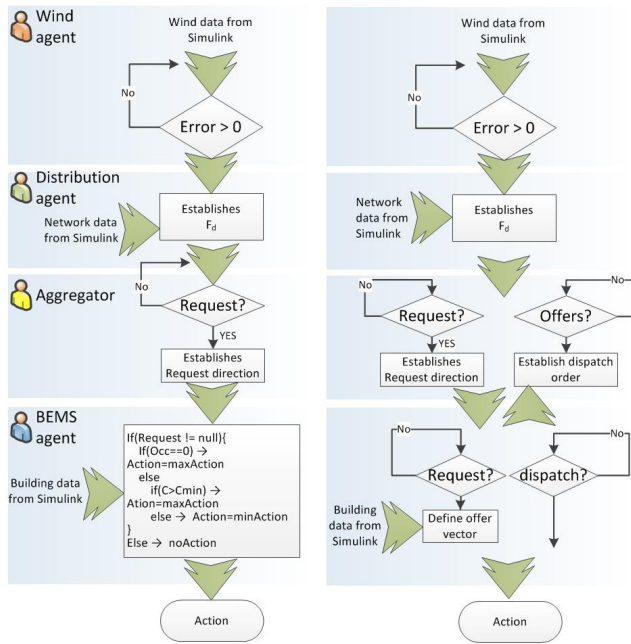 Wind
agent
Wind data from
Simulink
No
Error > 0
Distribution
agent
Network data
from Simulink
Establishes
Fd
Aggregator
No
Request?
YES
Establishes
Request direction
BEMS
agent
Building data
from Simulink
If(Request != null){
If(Occ==0) →
Action=maxAction
else
if(C>Cmin) →
Ation=maxAction
else → Action=minAction
}
Else → noAction
Action
Wind data from
Simulink
No
Error > 0
Network
data from
Simulink
Establishes
Fd
No
Request?
YES
Establishes
Request direction
No
Offers?
Establish dispatch
order
No
Request?
No
dispatch?
Building
data from
Simulink
Define offer
vector
Action